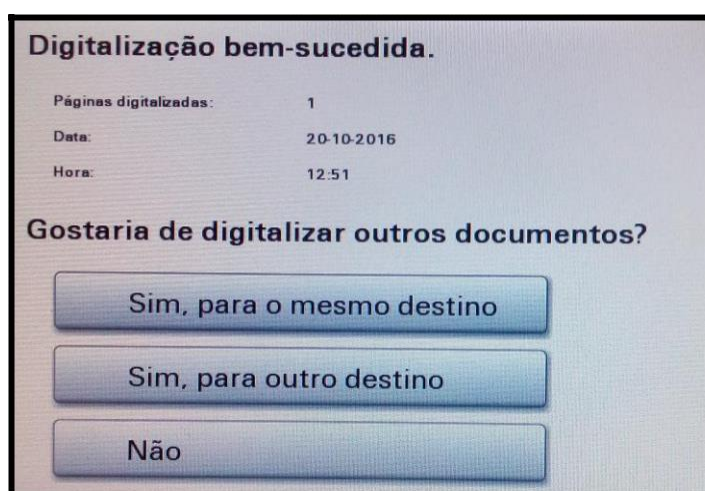 Digitalização bem-sucedida.
Páginas digitalizadas: 1
Data: 20-10-2016
Hora: 12:51
Gostaria de digitalizar outros documentos?
Sim, para o mesmo destino
Sim, para outro destino
Não